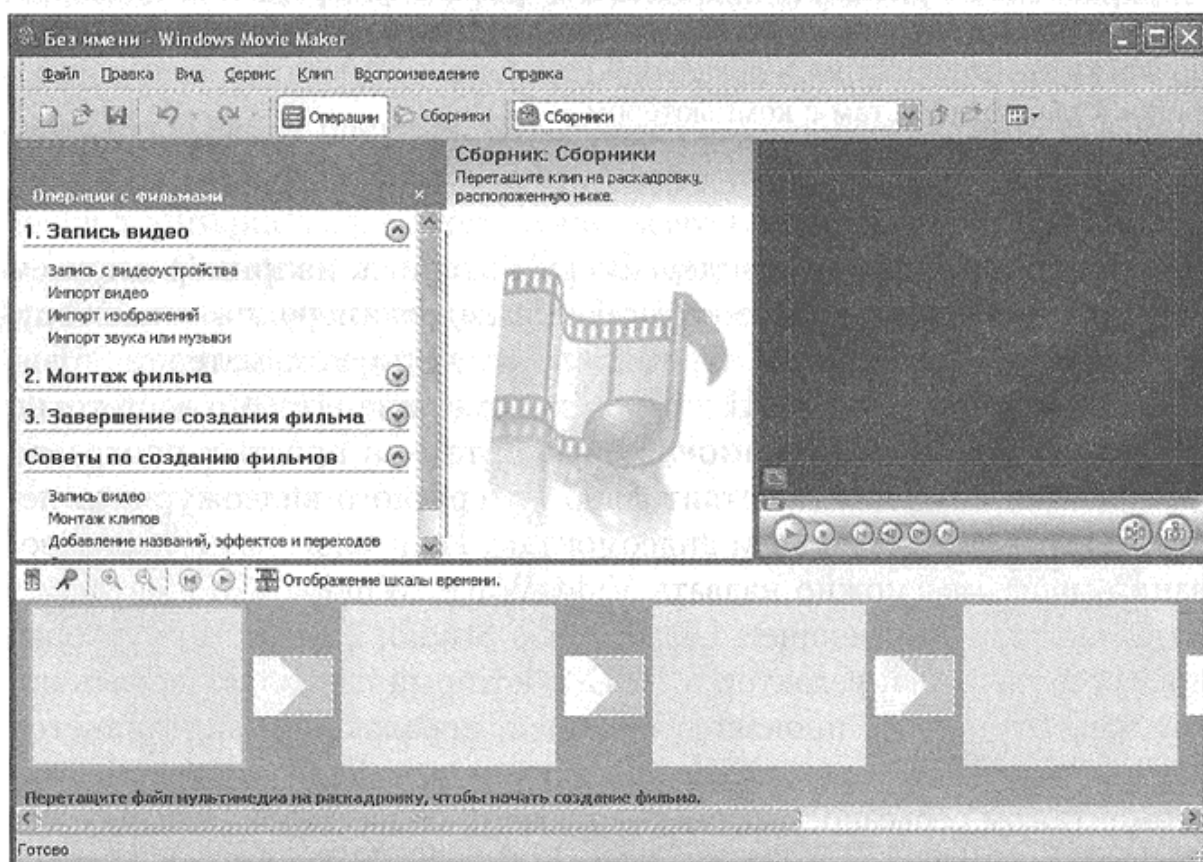 Без имени - Windows Movie Maker
Файл Правка Вид Сервис Клип Воспроизведение Справка
Операции Сборники Сборники
Операции с фильмами
1. Запись видео
Запись с видеоустройства
Импорт видео
Импорт изображений
Импорт звука или музыки
2. Монтаж фильма
3. Завершение создания фильма
Советы по созданию фильмов
Запись видео
Монтаж клипов
Добавление названий, эффектов и переходов
Сборник: Сборники
Перетащите клип на раскадровку,
расположенную ниже.
Отображение шкалы времени.
Перетащите файл мультимедиа на раскадровку, чтобы начать создание фильма.
Готово